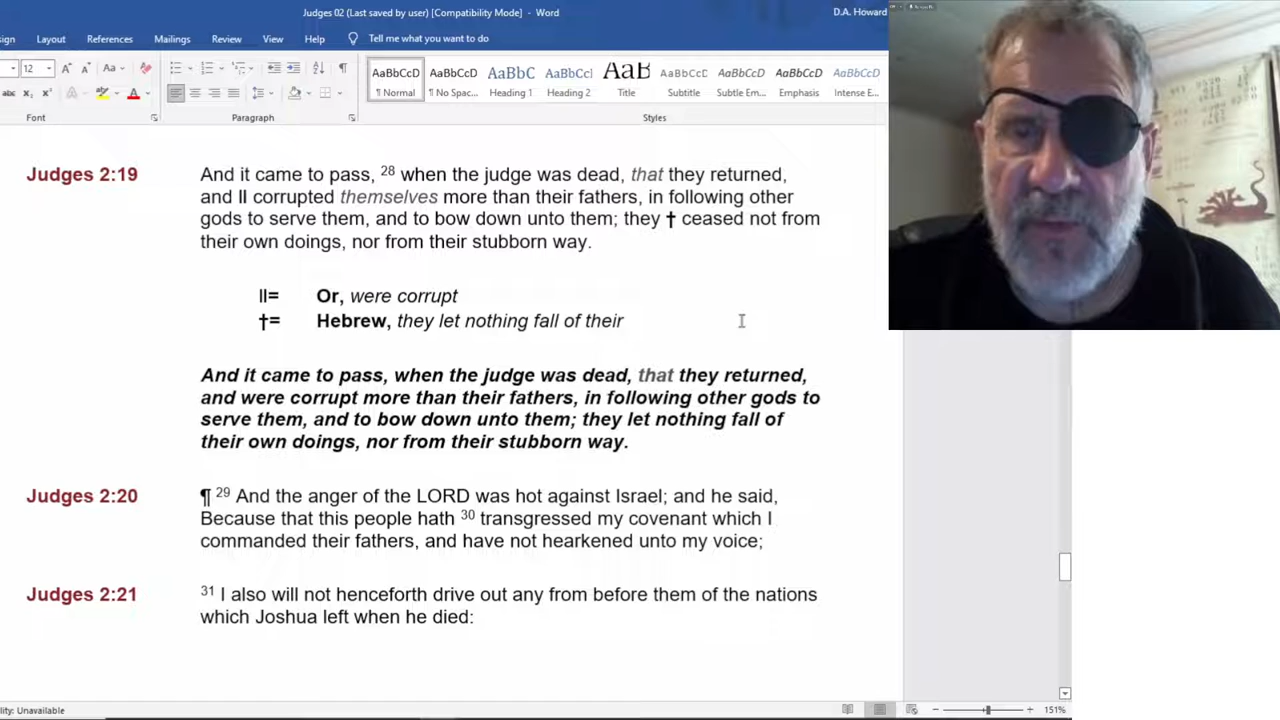 Judges 02 (Last saved by user) [Compatibility Mode] - Word
D.A. Howard
sign Layout References Mailings Review View Help Tell me what you want to do
12 Aa
abc x₂ x²
AaBbCcD AaBbCcD AaBbC AaBbCcI AaB AaBbCcD AaBbCcD AaBbCcD AaBbCcD
¶ Normal ¶ No Spac... Heading 1 Heading 2 Title Subtitle Subtle Em... Emphasis Intense E...
Font Paragraph Styles
Judges 2:19 And it came to pass, 28 when the judge was dead, that they returned,
and ll corrupted themselves more than their fathers, in following other
gods to serve them, and to bow down unto them; they † ceased not from
their own doings, nor from their stubborn way.
ll= Or, were corrupt
†= Hebrew, they let nothing fall of their
And it came to pass, when the judge was dead, that they returned,
and were corrupt more than their fathers, in following other gods to
serve them, and to bow down unto them; they let nothing fall of
their own doings, nor from their stubborn way.
Judges 2:20 ¶ 29 And the anger of the LORD was hot against Israel; and he said,
Because that this people hath 30 transgressed my covenant which I
commanded their fathers, and have not hearkened unto my voice;
Judges 2:21 31 I also will not henceforth drive out any from before them of the nations
which Joshua left when he died:
ility: Unavailable
151%